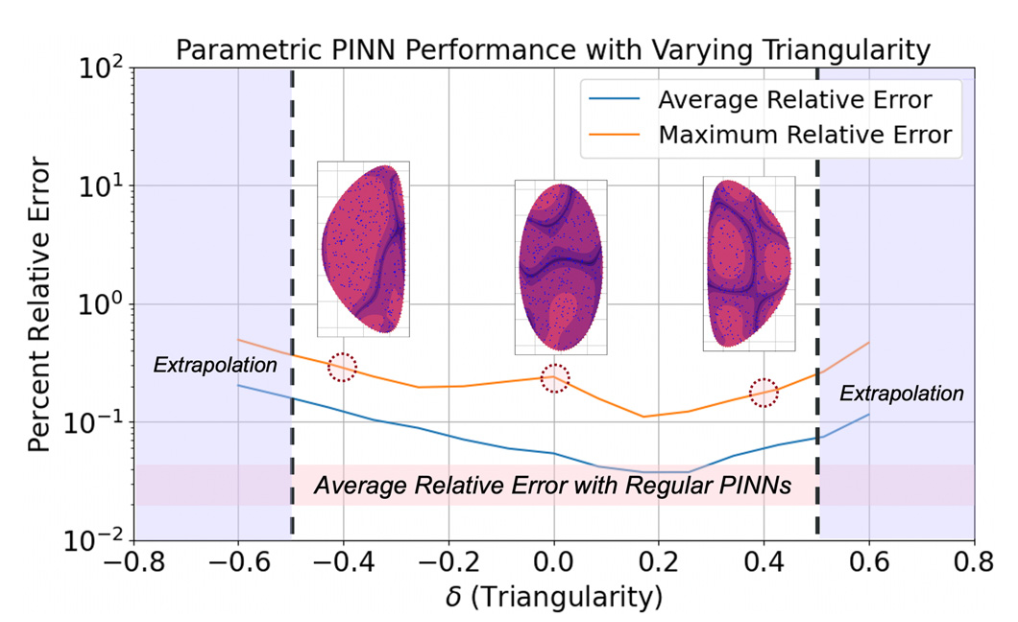 Parametric PINN Performance with Varying Triangularity
Average Relative Error
Maximum Relative Error
Percent Relative Error
10²
10¹
10⁰
10⁻¹
10⁻²
Extrapolation
Extrapolation
Average Relative Error with Regular PINNs
−0.8 −0.6 −0.4 −0.2 0.0 0.2 0.4 0.6 0.8
δ (Triangularity)